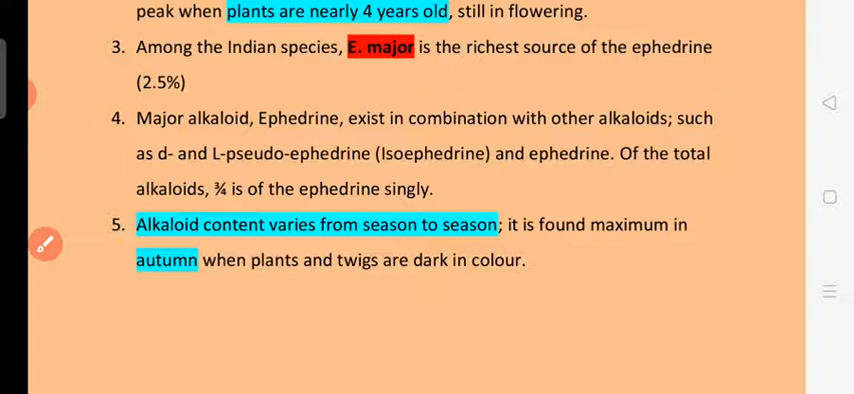 peak when plants are nearly 4 years old, still in flowering.
3. Among the Indian species, E. major is the richest source of the ephedrine
(2.5%)
4. Major alkaloid, Ephedrine, exist in combination with other alkaloids; such
as d- and L-pseudo-ephedrine (Isoephedrine) and ephedrine. Of the total
alkaloids, ¾ is of the ephedrine singly.
5. Alkaloid content varies from season to season; it is found maximum in
autumn when plants and twigs are dark in colour.